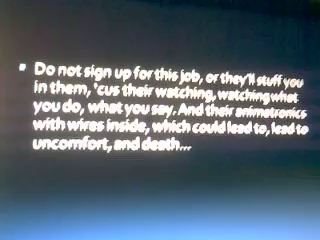 Do not sign up for this job, or they'll stuff you
in them, 'cus their watching, watching what
you do, what you say. And their animatronics
with wires inside, which could lead to, lead to
uncomfort, and death...